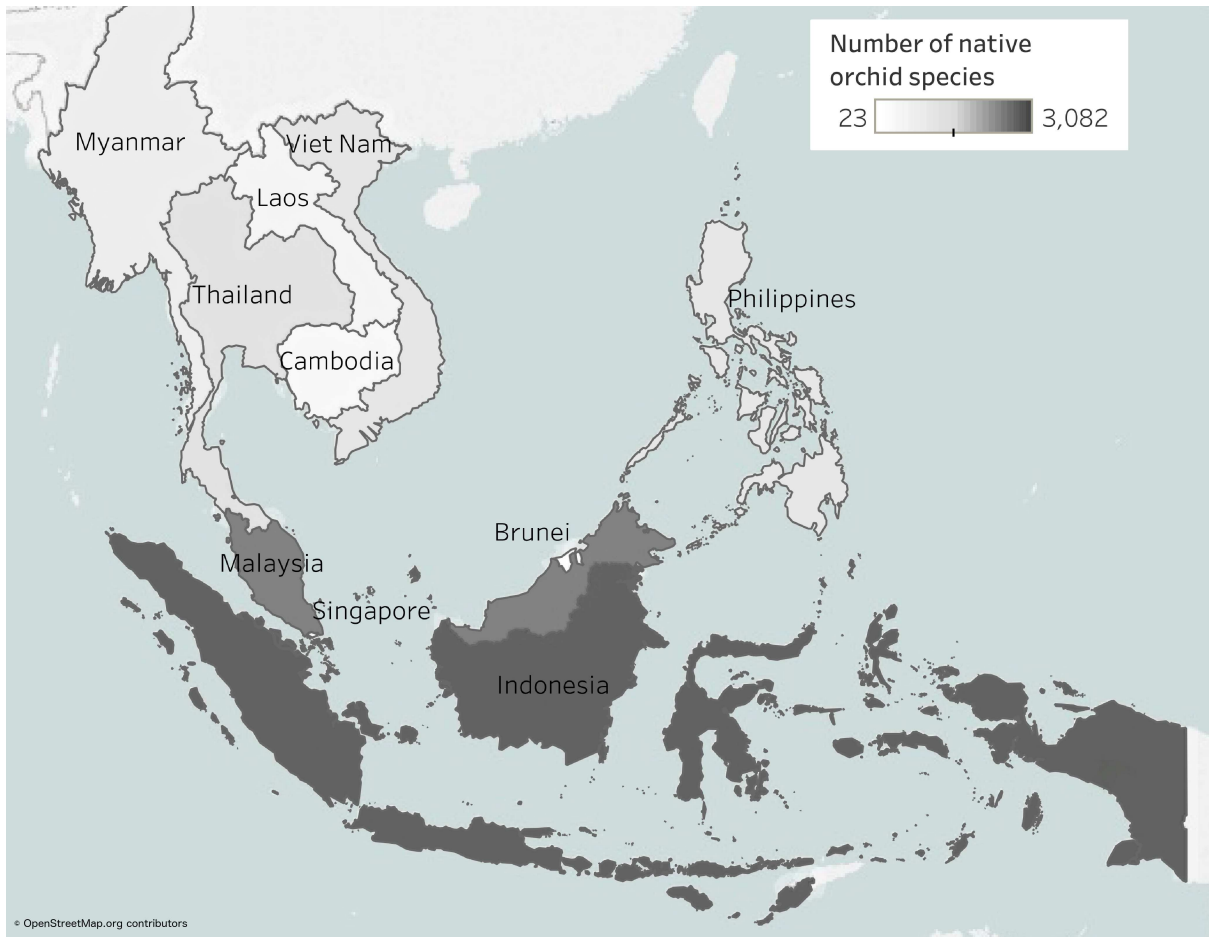 Number of native
orchid species
23 3,082
Myanmar
Viet Nam
Laos
Thailand
Philippines
Cambodia
Brunei
Malaysia
Singapore
Indonesia
© OpenStreetMap.org contributors